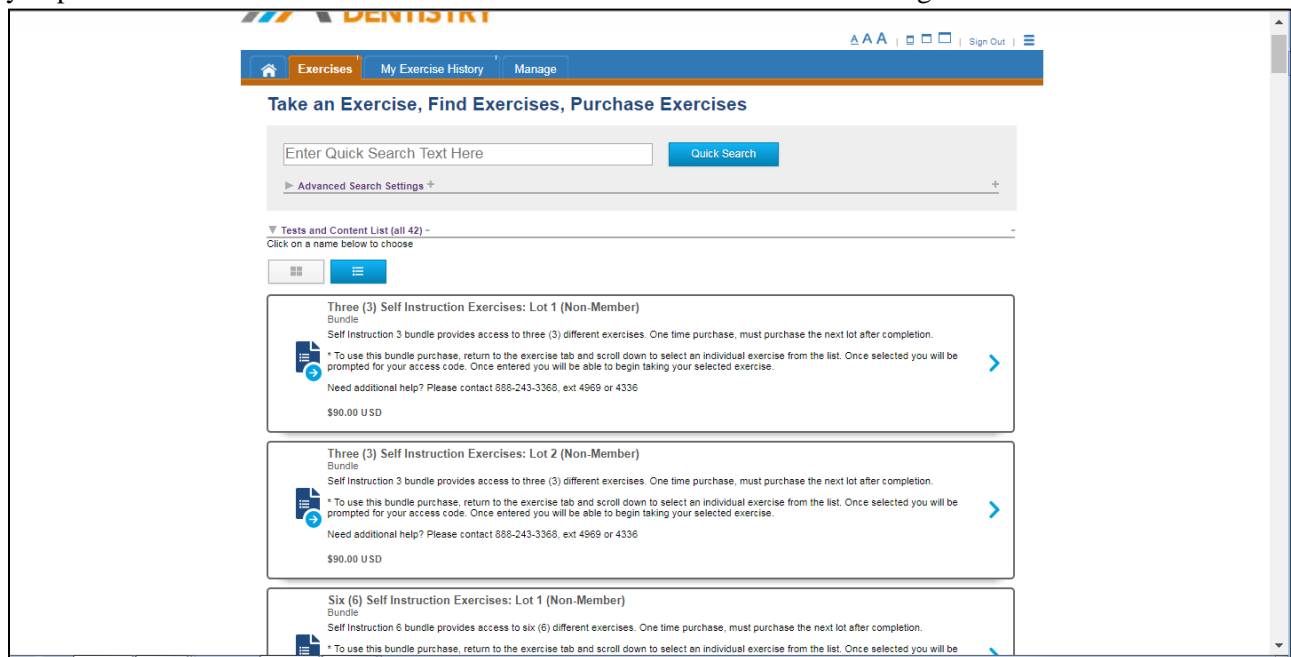 DENTISTRY
A A A | | Sign Out |
Exercises My Exercise History Manage
Take an Exercise, Find Exercises, Purchase Exercises
Enter Quick Search Text Here Quick Search
Advanced Search Settings + +
Tests and Content List (all 42) - -
Click on a name below to choose
Three (3) Self Instruction Exercises: Lot 1 (Non-Member)
Bundle
Self Instruction 3 bundle provides access to three (3) different exercises. One time purchase, must purchase the next lot after completion.
* To use this bundle purchase, return to the exercise tab and scroll down to select an individual exercise from the list. Once selected you will be
prompted for your access code. Once entered you will be able to begin taking your selected exercise.
Need additional help? Please contact 888-243-3368, ext 4969 or 4336
$90.00 USD
Three (3) Self Instruction Exercises: Lot 2 (Non-Member)
Bundle
Self Instruction 3 bundle provides access to three (3) different exercises. One time purchase, must purchase the next lot after completion.
* To use this bundle purchase, return to the exercise tab and scroll down to select an individual exercise from the list. Once selected you will be
prompted for your access code. Once entered you will be able to begin taking your selected exercise.
Need additional help? Please contact 888-243-3368, ext 4969 or 4336
$90.00 USD
Six (6) Self Instruction Exercises: Lot 1 (Non-Member)
Bundle
Self Instruction 6 bundle provides access to six (6) different exercises. One time purchase, must purchase the next lot after completion.
* To use this bundle purchase, return to the exercise tab and scroll down to select an individual exercise from the list. Once selected you will be